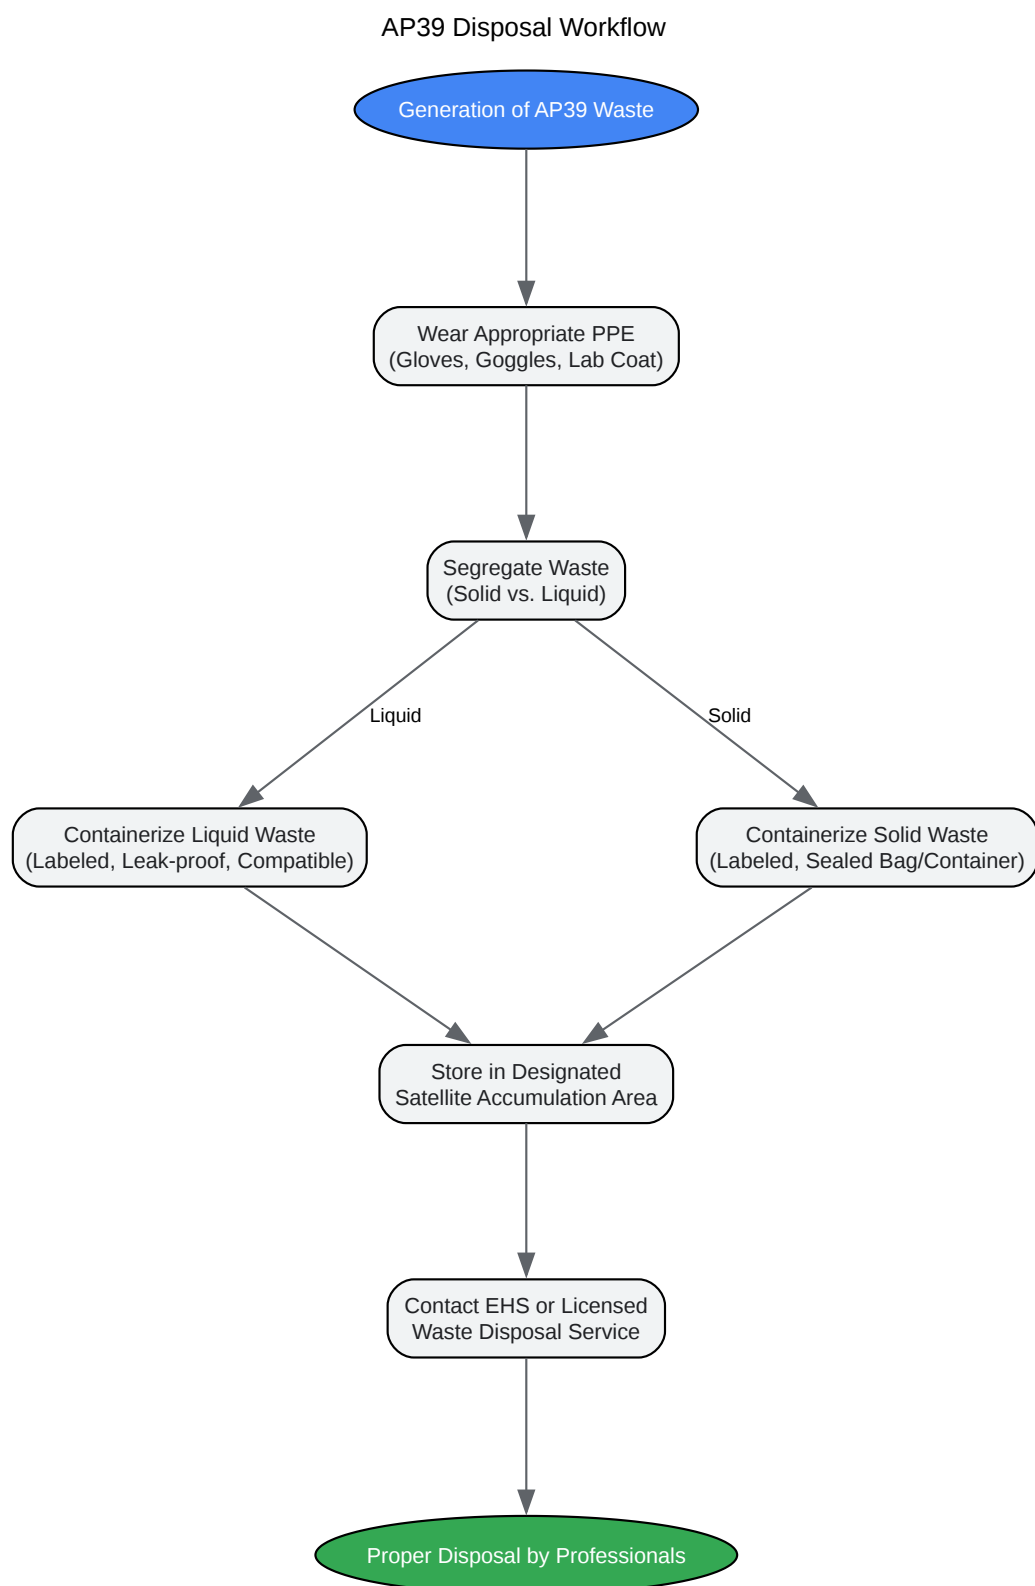 AP39 Disposal Workflow
Generation of AP39 Waste
Wear Appropriate PPE
(Gloves, Goggles, Lab Coat)
Segregate Waste
(Solid vs. Liquid)
Liquid
Solid
Containerize Liquid Waste
(Labeled, Leak-proof, Compatible)
Containerize Solid Waste
(Labeled, Sealed Bag/Container)
Store in Designated
Satellite Accumulation Area
Contact EHS or Licensed
Waste Disposal Service
Proper Disposal by Professionals